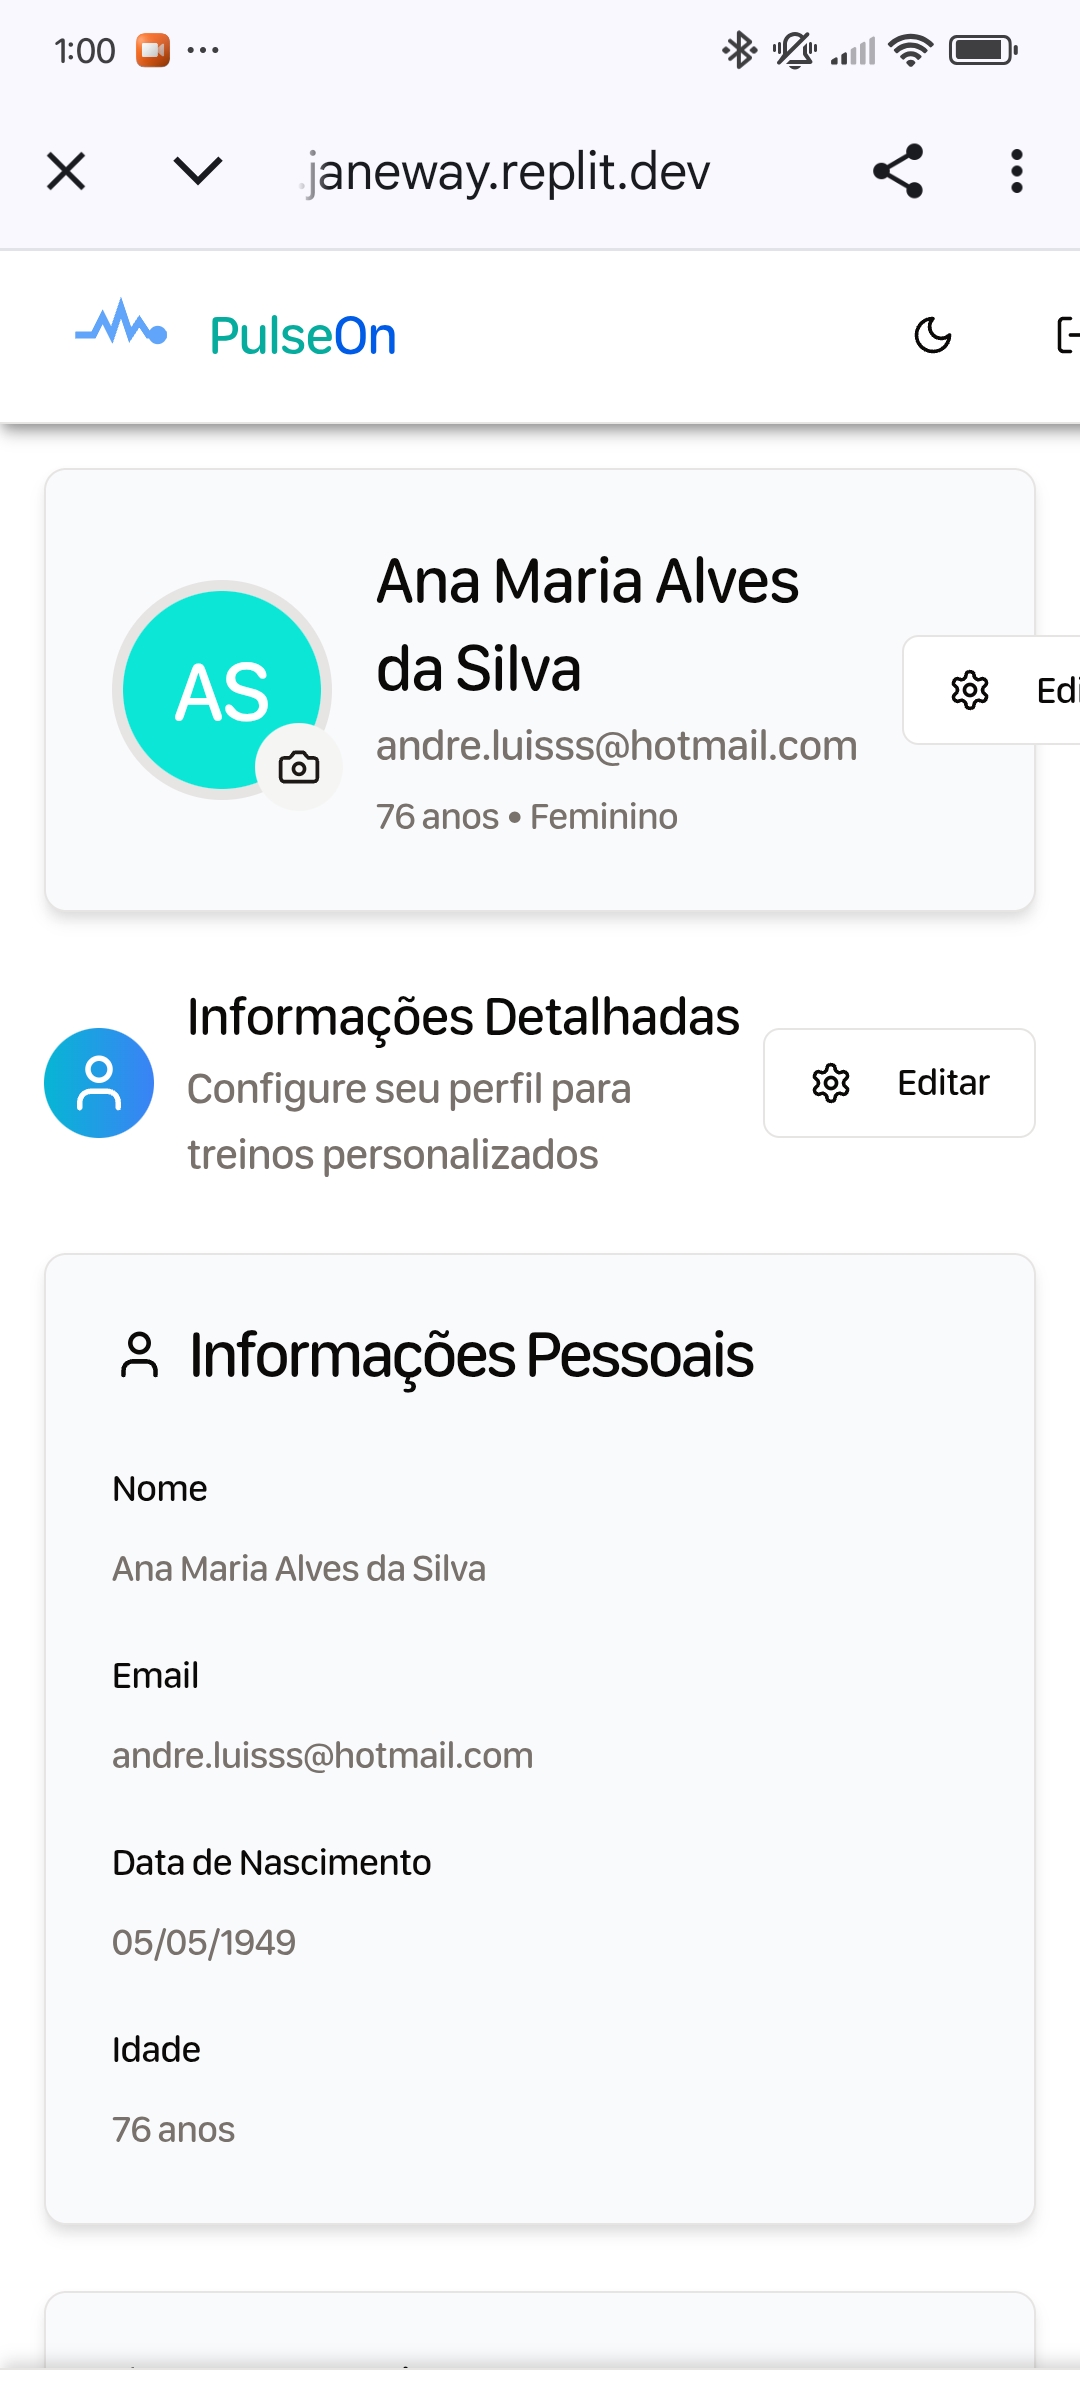 1:00
.janeway.replit.dev
PulseOn
Ana Maria Alves
da Silva
andre.luisss@hotmail.com
76 anos • Feminino
AS
Edi
Informações Detalhadas
Configure seu perfil para
treinos personalizados
Editar
Informações Pessoais
Nome
Ana Maria Alves da Silva
Email
andre.luisss@hotmail.com
Data de Nascimento
05/05/1949
Idade
76 anos